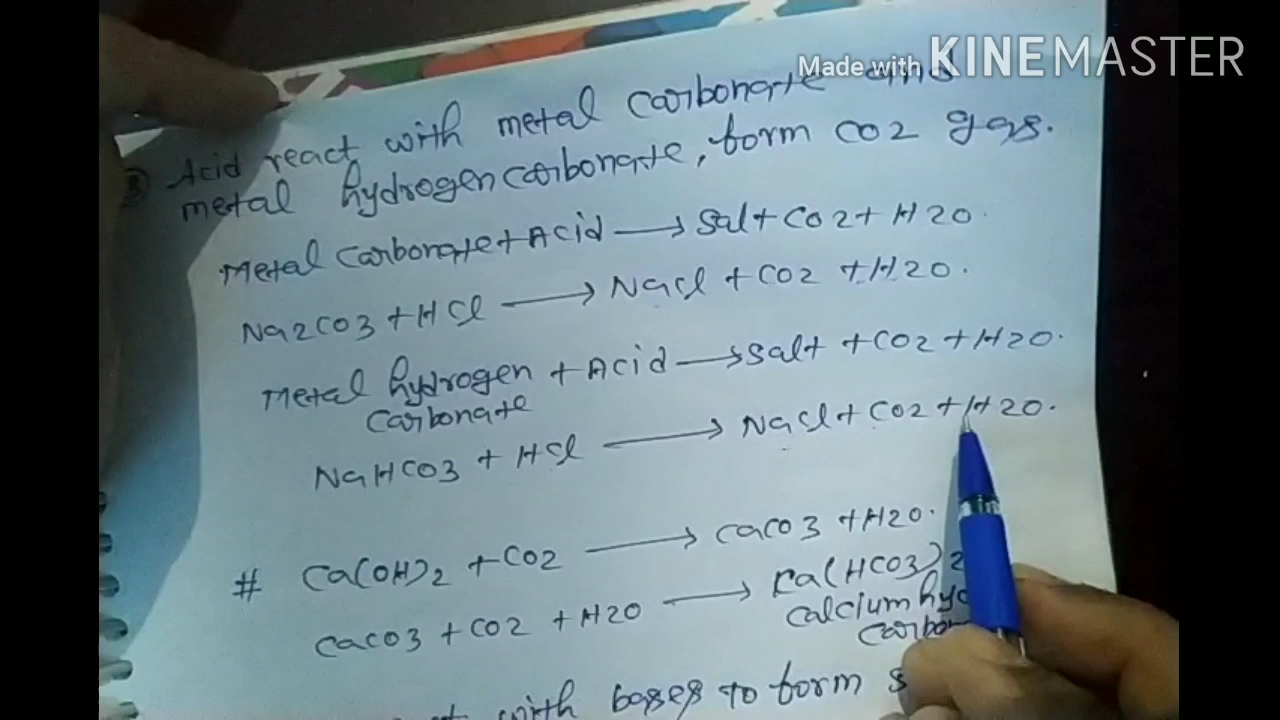 Made with KINEMASTER
Acid react with metal carbonate and
metal hydrogen carbonate, form CO2 gas.
Metal carbonate + Acid → Salt + CO2 + H2O.
Na2CO3 + HCl → NaCl + CO2 + H2O.
Metal hydrogen + Acid → Salt + CO2 + H2O.
carbonate
NaHCO3 + HCl → NaCl + CO2 + H2O.
# Ca(OH)2 + CO2 → CaCO3 + H2O.
CaCO3 + CO2 + H2O → Ca(HCO3)2
calcium hyd
carbon
with bases to form